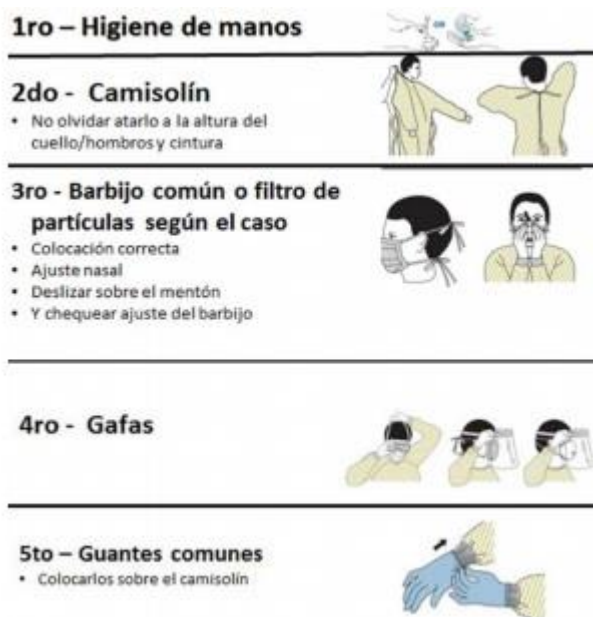 1ro – Higiene de manos
2do - Camisolín
• No olvidar atarlo a la altura del
cuello/hombros y cintura
3ro - Barbijo común o filtro de
partículas según el caso
• Colocación correcta
• Ajuste nasal
• Deslizar sobre el mentón
• Y chequear ajuste del barbijo
4ro - Gafas
5to – Guantes comunes
• Colocarlos sobre el camisolín